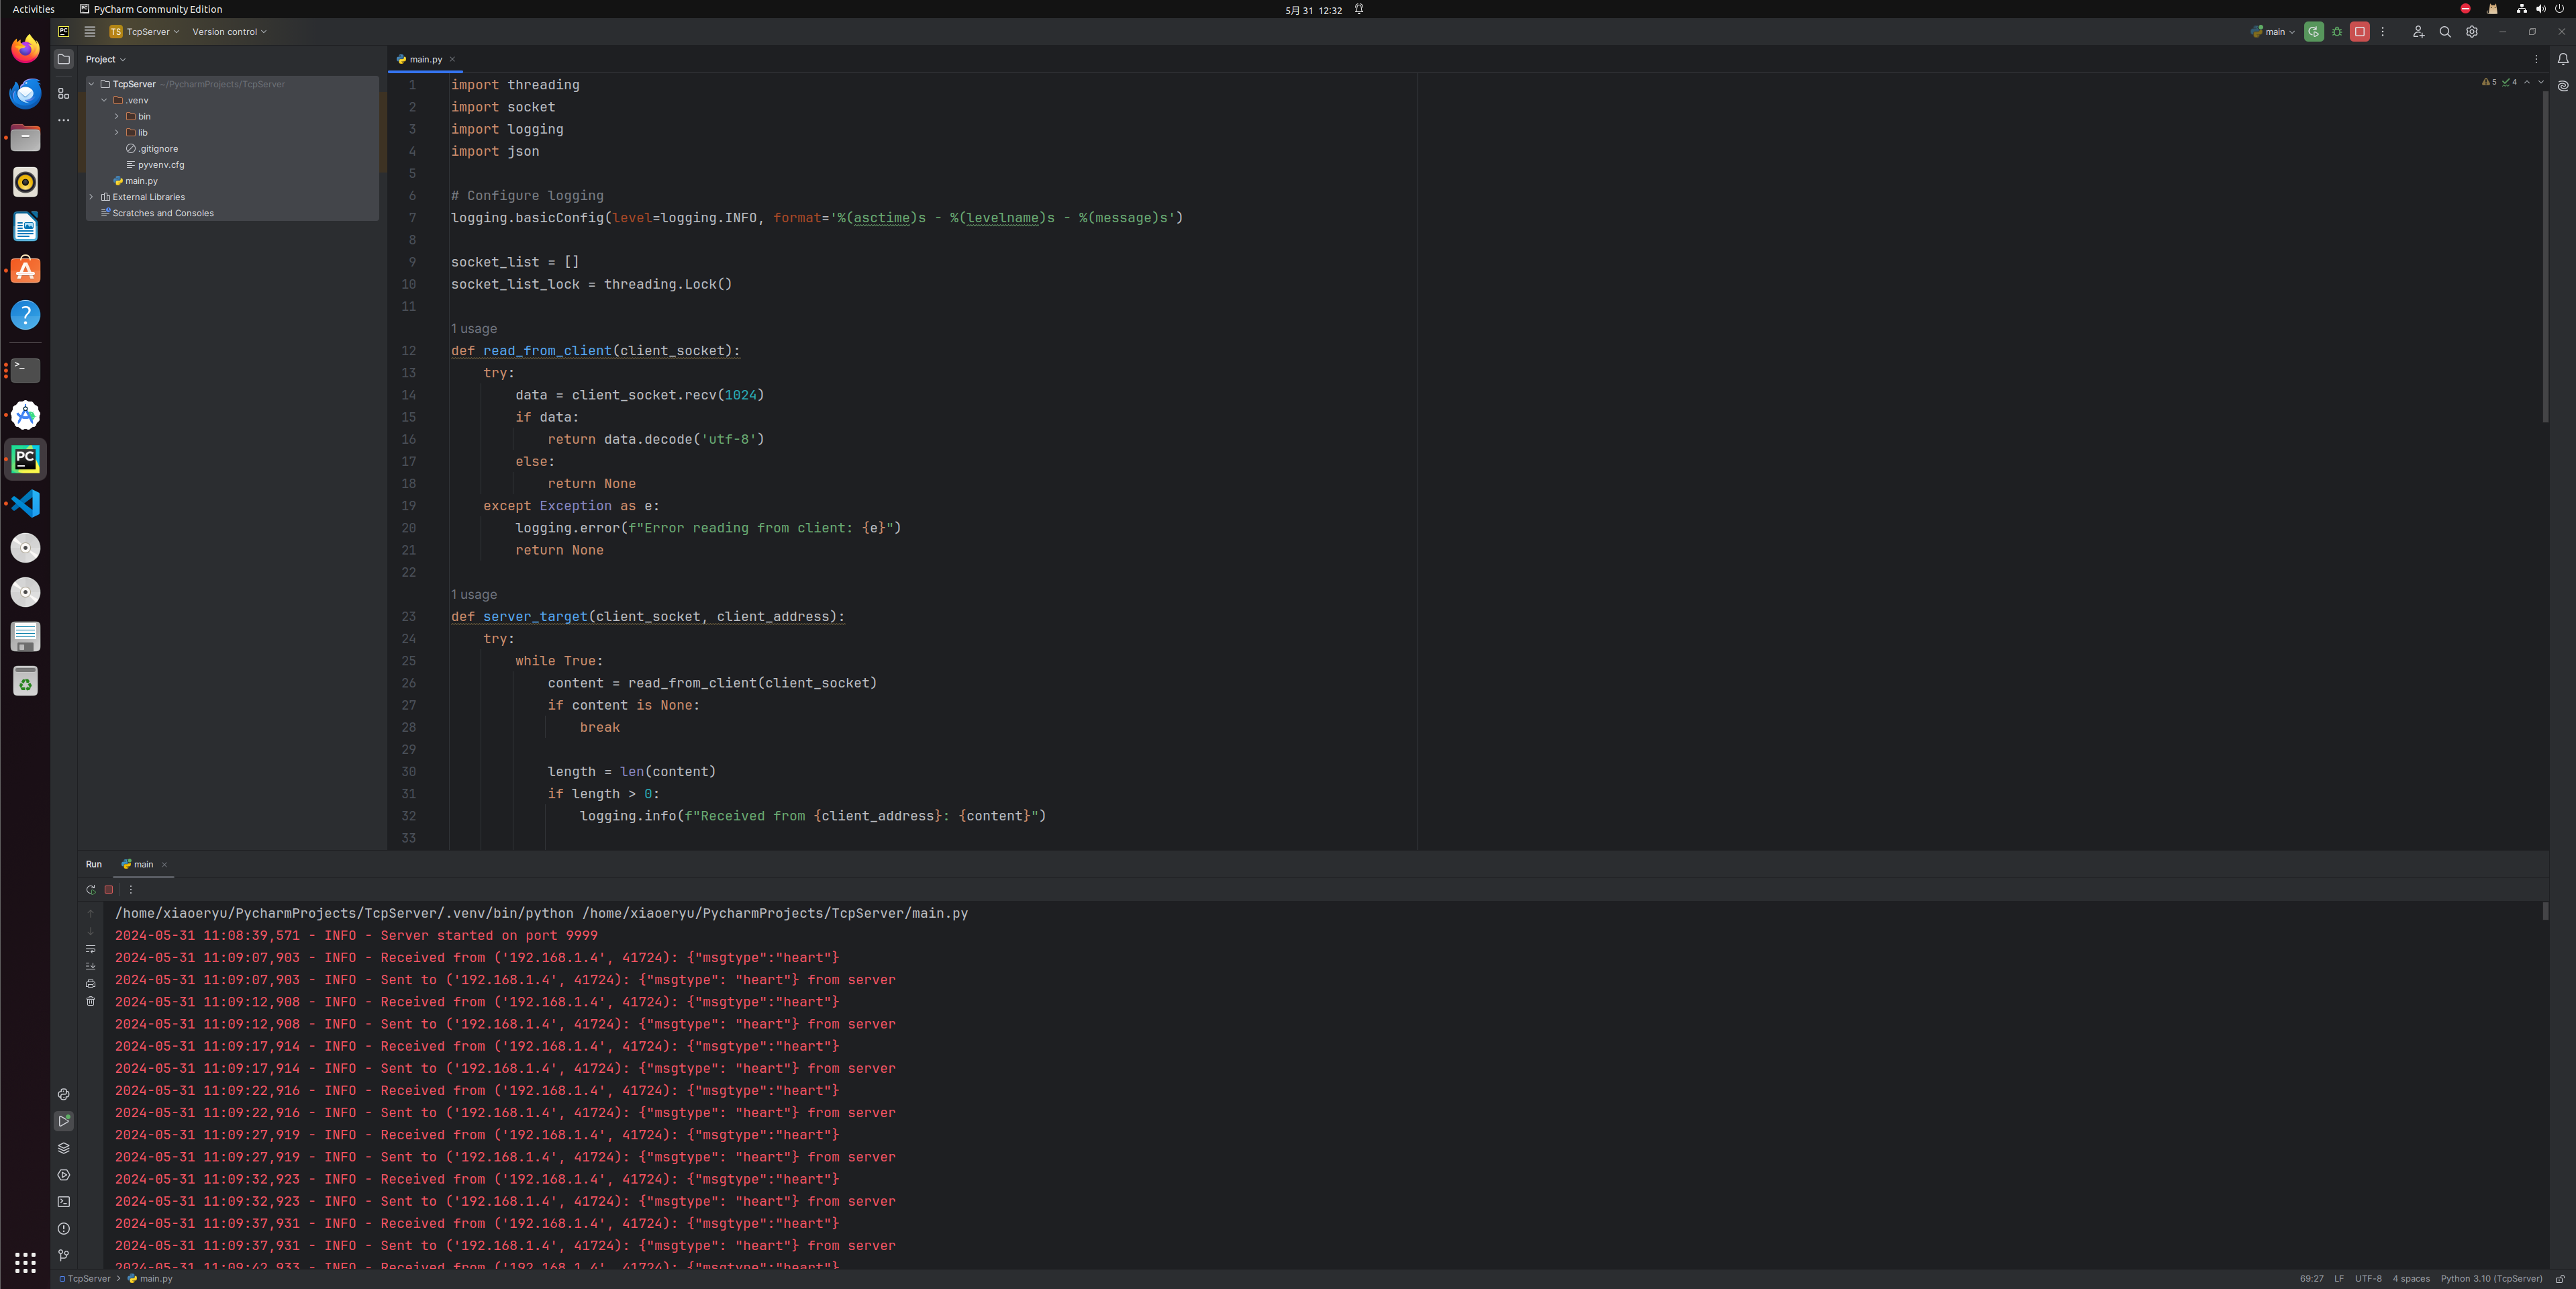 Activities
PyCharm Community Edition
5月 31 12:32
PC
TS TcpServer
Version control
main
Project
main.py
TcpServer ~/PycharmProjects/TcpServer
.venv
bin
lib
.gitignore
pyvenv.cfg
main.py
External Libraries
Scratches and Consoles
5 4
1 import threading
2 import socket
3 import logging
4 import json
5
6 # Configure logging
7 logging.basicConfig(level=logging.INFO, format='%(asctime)s - %(levelname)s - %(message)s')
8
9 socket_list = []
10 socket_list_lock = threading.Lock()
11
1 usage
12 def read_from_client(client_socket):
13 try:
14 data = client_socket.recv(1024)
15 if data:
16 return data.decode('utf-8')
17 else:
18 return None
19 except Exception as e:
20 logging.error(f"Error reading from client: {e}")
21 return None
22
1 usage
23 def server_target(client_socket, client_address):
24 try:
25 while True:
26 content = read_from_client(client_socket)
27 if content is None:
28 break
29
30 length = len(content)
31 if length > 0:
32 logging.info(f"Received from {client_address}: {content}")
33
Run
main
/home/xiaoeryu/PycharmProjects/TcpServer/.venv/bin/python /home/xiaoeryu/PycharmProjects/TcpServer/main.py
2024-05-31 11:08:39,571 - INFO - Server started on port 9999
2024-05-31 11:09:07,903 - INFO - Received from ('192.168.1.4', 41724): {"msgtype":"heart"}
2024-05-31 11:09:07,903 - INFO - Sent to ('192.168.1.4', 41724): {"msgtype": "heart"} from server
2024-05-31 11:09:12,908 - INFO - Received from ('192.168.1.4', 41724): {"msgtype":"heart"}
2024-05-31 11:09:12,908 - INFO - Sent to ('192.168.1.4', 41724): {"msgtype": "heart"} from server
2024-05-31 11:09:17,914 - INFO - Received from ('192.168.1.4', 41724): {"msgtype":"heart"}
2024-05-31 11:09:17,914 - INFO - Sent to ('192.168.1.4', 41724): {"msgtype": "heart"} from server
2024-05-31 11:09:22,916 - INFO - Received from ('192.168.1.4', 41724): {"msgtype":"heart"}
2024-05-31 11:09:22,916 - INFO - Sent to ('192.168.1.4', 41724): {"msgtype": "heart"} from server
2024-05-31 11:09:27,919 - INFO - Received from ('192.168.1.4', 41724): {"msgtype":"heart"}
2024-05-31 11:09:27,919 - INFO - Sent to ('192.168.1.4', 41724): {"msgtype": "heart"} from server
2024-05-31 11:09:32,923 - INFO - Received from ('192.168.1.4', 41724): {"msgtype":"heart"}
2024-05-31 11:09:32,923 - INFO - Sent to ('192.168.1.4', 41724): {"msgtype": "heart"} from server
2024-05-31 11:09:37,931 - INFO - Received from ('192.168.1.4', 41724): {"msgtype":"heart"}
2024-05-31 11:09:37,931 - INFO - Sent to ('192.168.1.4', 41724): {"msgtype": "heart"} from server
2024-05-31 11:09:42,933 - INFO - Received from ('192.168.1.4', 41724): {"msgtype":"heart"}
TcpServer > main.py
69:27 LF UTF-8 4 spaces Python 3.10 (TcpServer)